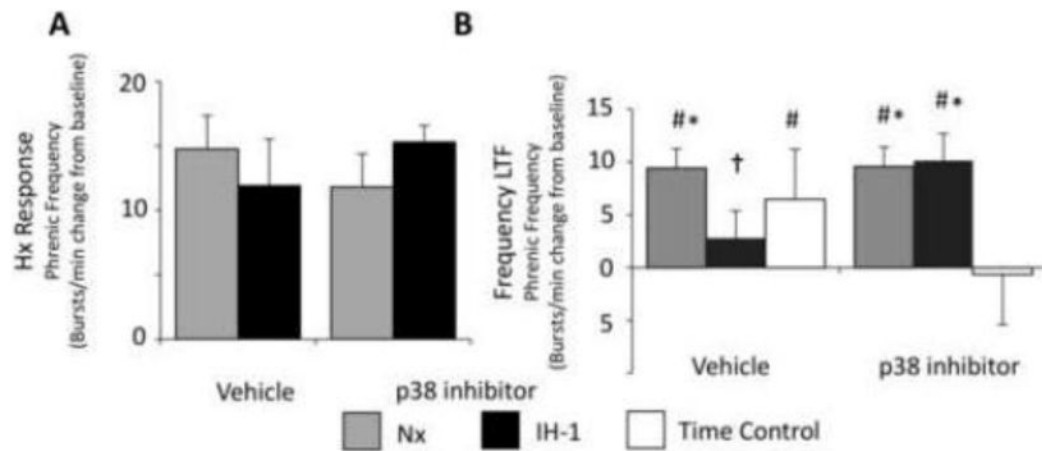 A
Hx Response
Phrenic Frequency
(Bursts/min change from baseline)
20
10
0
Vehicle
p38 inhibitor
B
Frequency LTF
Phrenic Frequency
(Bursts/min change from baseline)
15
10
5
0
5
#*
†
#
#*
#*
Vehicle
p38 inhibitor
Nx
IH-1
Time Control